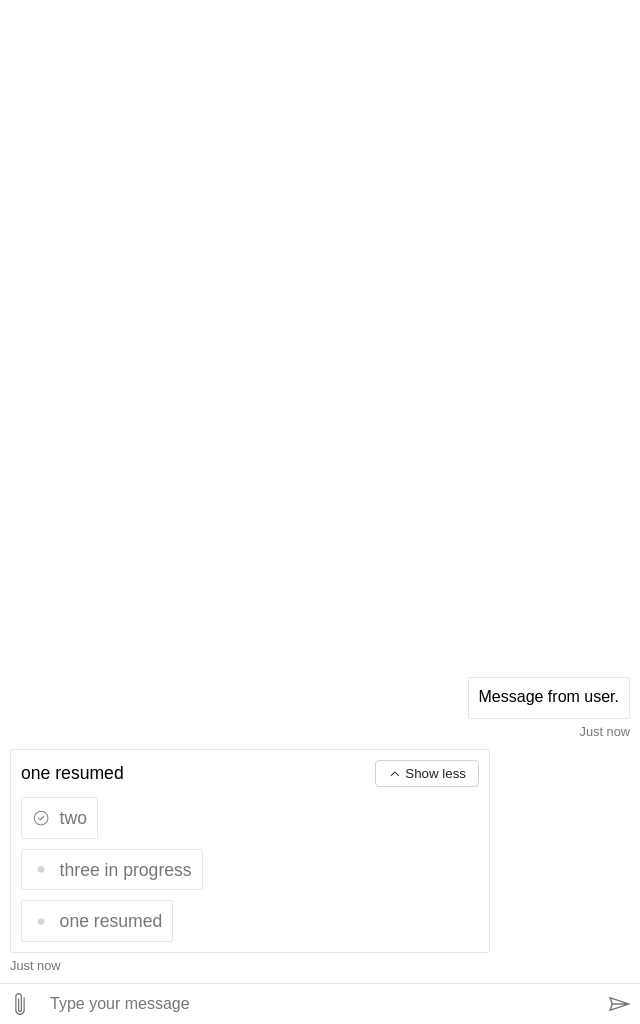 Message from user.
Just now
one resumed
Show less
two
three in progress
one resumed
Just now
Type your message